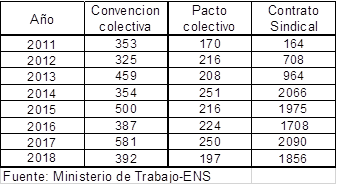 Año Convencion colectiva Pacto colectivo Contrato Sindical
2011 353 170 164
2012 325 216 708
2013 459 208 964
2014 354 251 2066
2015 500 216 1975
2016 387 224 1708
2017 581 250 2090
2018 392 197 1856
Fuente: Ministerio de Trabajo-ENS